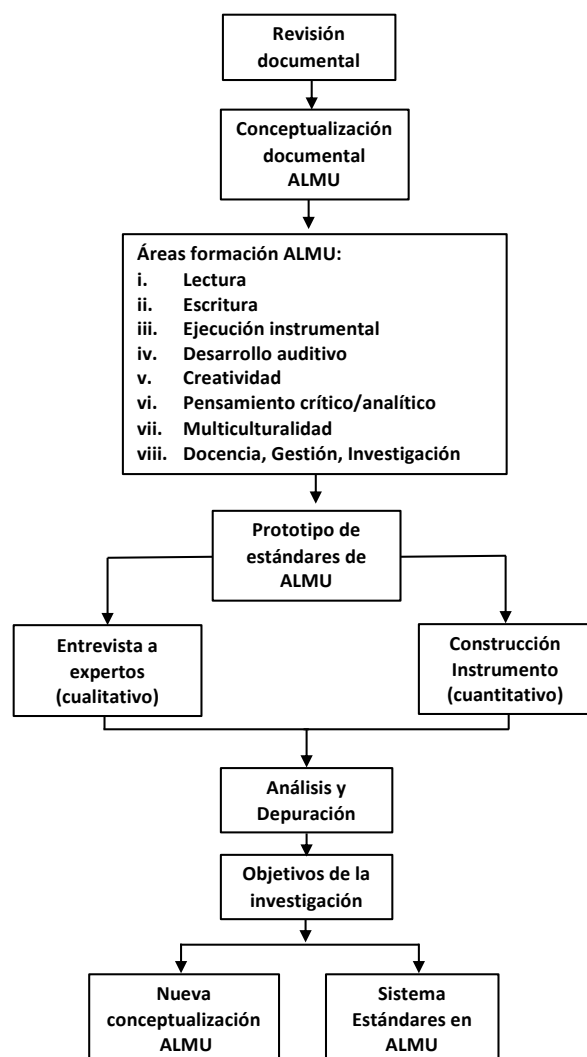 Revisión
documental
Conceptualización
documental
ALMU
Áreas formación ALMU:
i. Lectura
ii. Escritura
iii. Ejecución instrumental
iv. Desarrollo auditivo
v. Creatividad
vi. Pensamiento crítico/analítico
vii. Multiculturalidad
viii. Docencia, Gestión, Investigación
Prototipo de
estándares de
ALMU
Entrevista a
expertos
(cualitativo)
Construcción
Instrumento
(cuantitativo)
Análisis y
Depuración
Objetivos de la
investigación
Nueva
conceptualización
ALMU
Sistema
Estándares en
ALMU